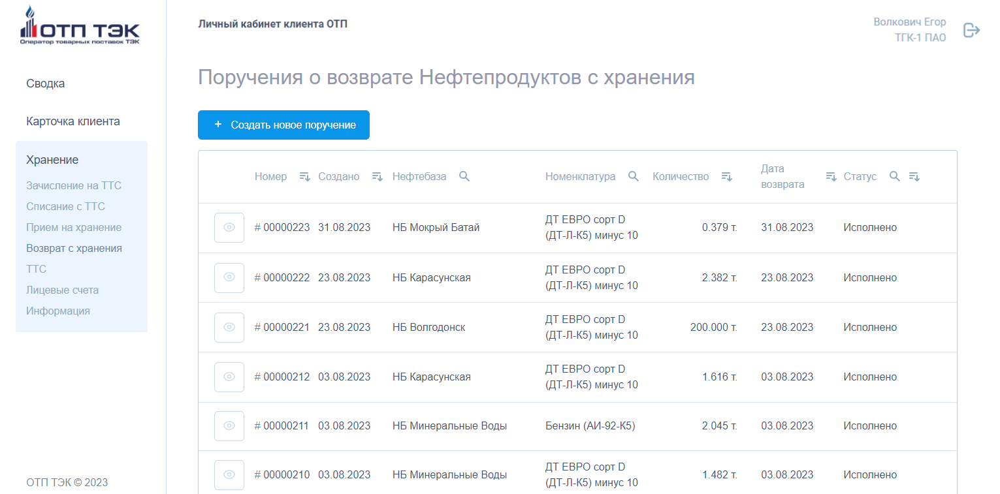 ОТП ТЭК
Оператор товарных поставок ТЭК
Личный кабинет клиента ОТП
Волкович Егор
ТГК-1 ПАО
Сводка
Карточка клиента
Хранение
Зачисление на ТТС
Списание с ТТС
Прием на хранение
Возврат с хранения
ТТС
Лицевые счета
Информация
ОТП ТЭК © 2023
Поручения о возврате Нефтепродуктов с хранения
+ Создать новое поручение
Номер Создано Нефтебаза Номенклатура Количество Дата возврата Статус
# 00000223 31.08.2023 НБ Мокрый Батай ДТ ЕВРО сорт D (ДТ-Л-К5) минус 10 0.379 т. 31.08.2023 Исполнено
# 00000222 23.08.2023 НБ Карасунская ДТ ЕВРО сорт D (ДТ-Л-К5) минус 10 2.382 т. 23.08.2023 Исполнено
# 00000221 23.08.2023 НБ Волгодонск ДТ ЕВРО сорт D (ДТ-Л-К5) минус 10 200.000 т. 23.08.2023 Исполнено
# 00000212 03.08.2023 НБ Карасунская ДТ ЕВРО сорт D (ДТ-Л-К5) минус 10 1.616 т. 03.08.2023 Исполнено
# 00000211 03.08.2023 НБ Минеральные Воды Бензин (АИ-92-К5) 2.045 т. 03.08.2023 Исполнено
# 00000210 03.08.2023 НБ Минеральные Воды ДТ ЕВРО сорт D (ДТ-Л-К5) минус 10 1.482 т. 03.08.2023 Исполнено